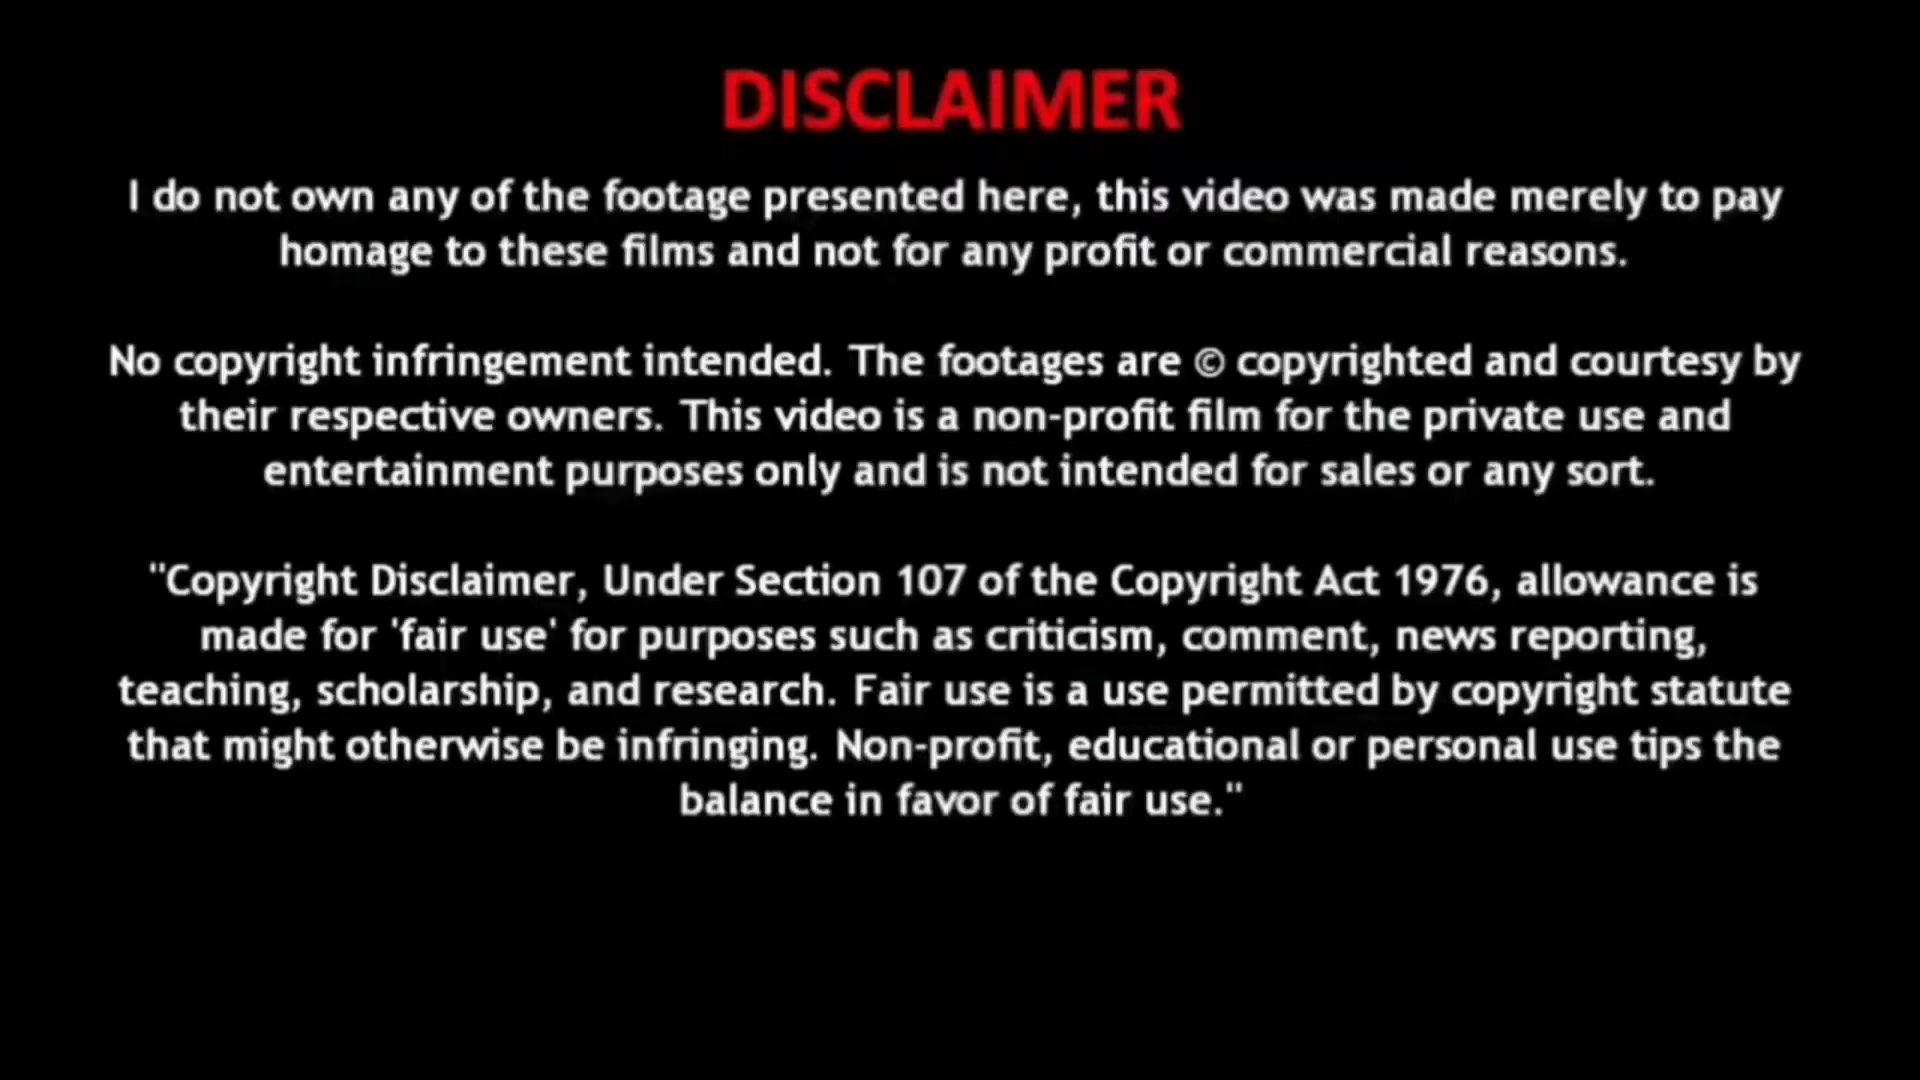 DISCLAIMER
I do not own any of the footage presented here, this video was made merely to pay
homage to these films and not for any profit or commercial reasons.
No copyright infringement intended. The footages are © copyrighted and courtesy by
their respective owners. This video is a non-profit film for the private use and
entertainment purposes only and is not intended for sales or any sort.
"Copyright Disclaimer, Under Section 107 of the Copyright Act 1976, allowance is
made for 'fair use' for purposes such as criticism, comment, news reporting,
teaching, scholarship, and research. Fair use is a use permitted by copyright statute
that might otherwise be infringing. Non-profit, educational or personal use tips the
balance in favor of fair use."